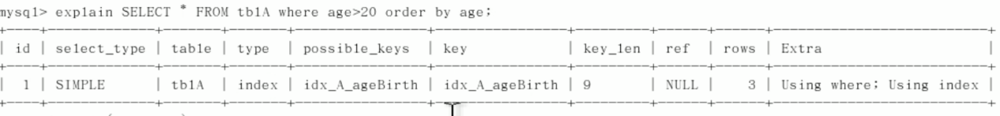 mysql> explain SELECT * FROM tblA where age>20 order by age;
+----+-------------+-------+-------+---------------+---------------+---------+------+------+--------------------------+
| id | select_type | table | type | possible_keys | key | key_len | ref | rows | Extra |
+----+-------------+-------+-------+---------------+---------------+---------+------+------+--------------------------+
| 1 | SIMPLE | tblA | index | idx_A_ageBirth | idx_A_ageBirth | 9 | NULL | 3 | Using where; Using index |
+----+-------------+-------+-------+---------------+---------------+---------+------+------+--------------------------+